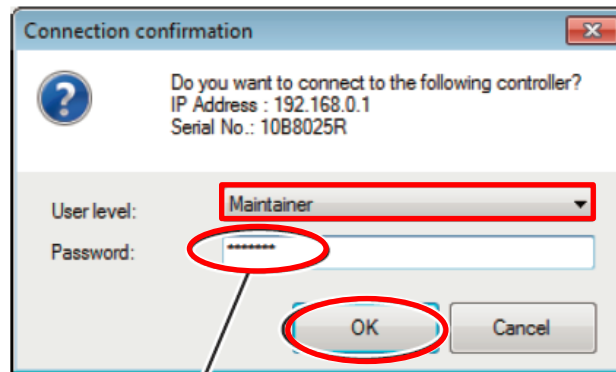 Connection confirmation
Do you want to connect to the following controller?
IP Address : 192.168.0.1
Serial No.: 10B8025R
User level:
Maintainer
Password:
*******
OK
Cancel